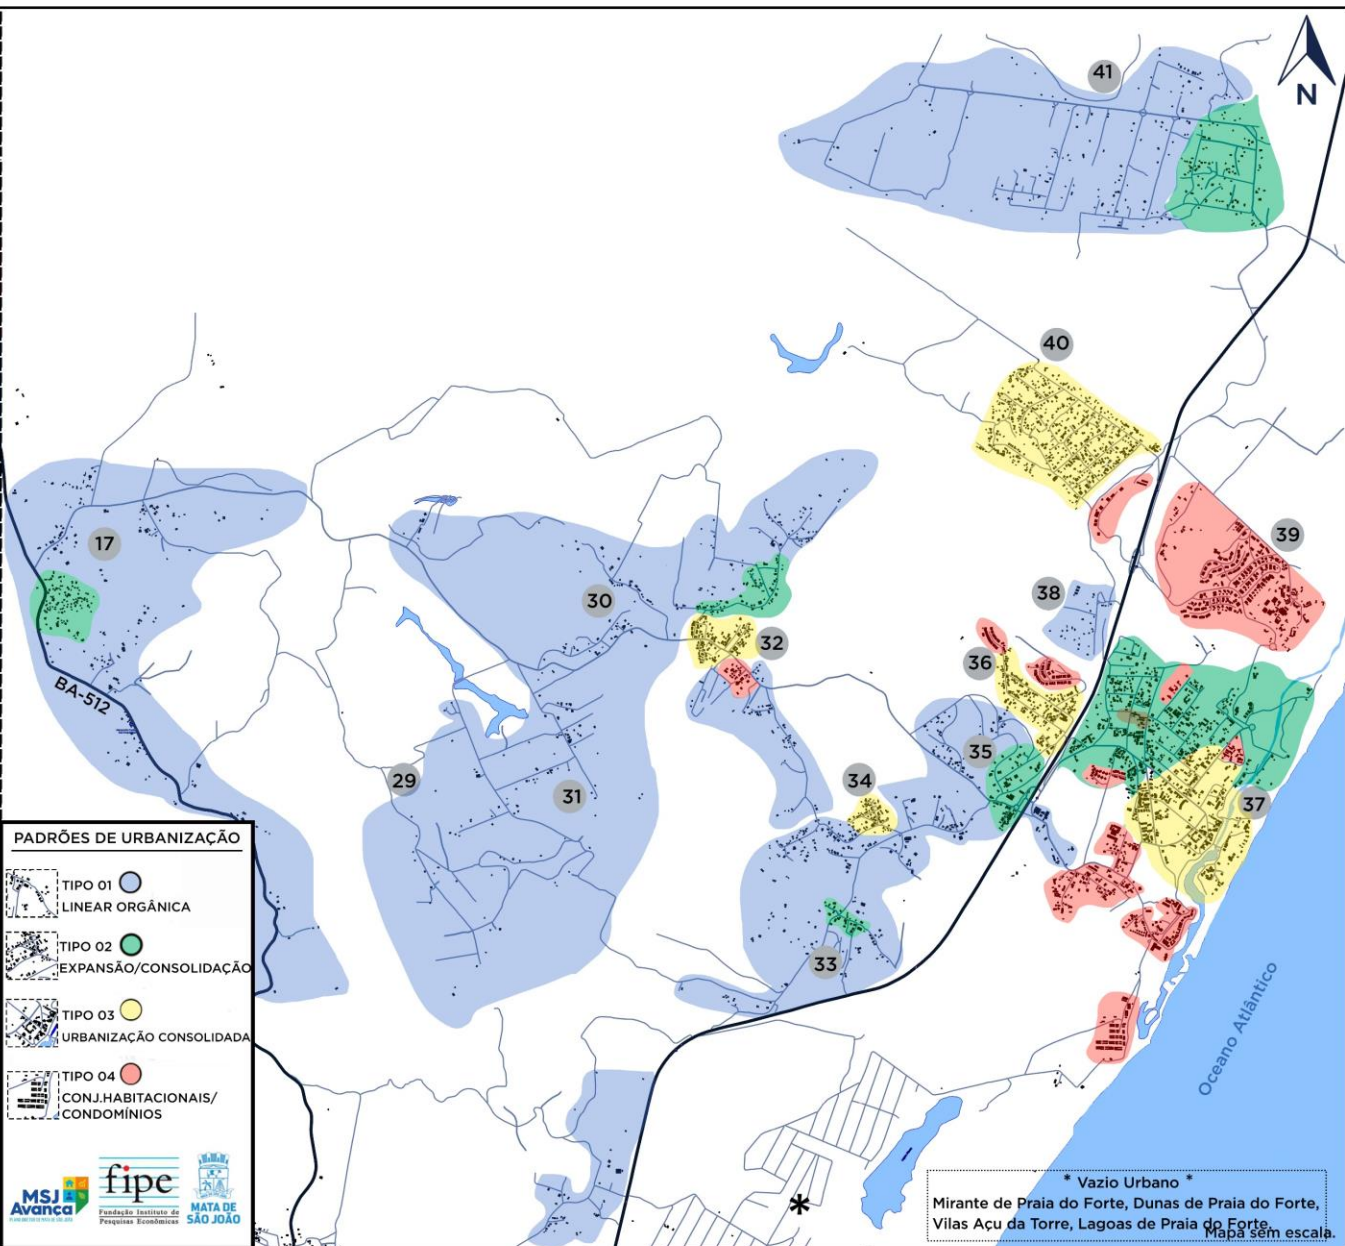 41
N
40
39
17
38
30
32
36
BA-512
35
29
31
34
37
33
PADRÕES DE URBANIZAÇÃO
TIPO 01
LINEAR ORGÂNICA
TIPO 02
EXPANSÃO/CONSOLIDAÇÃO
TIPO 03
URBANIZAÇÃO CONSOLIDADA
TIPO 04
CONJ.HABITACIONAIS/
CONDOMÍNIOS
Oceano Atlântico
MSJ
Avança
fipe
Fundação Instituto de
Pesquisas Econômicas
MATA DE
SÃO JOÃO
*
* Vazio Urbano *
Mirante de Praia do Forte, Dunas de Praia do Forte,
Vilas Açu da Torre, Lagoas de Praia do Forte.
Mapa sem escala.